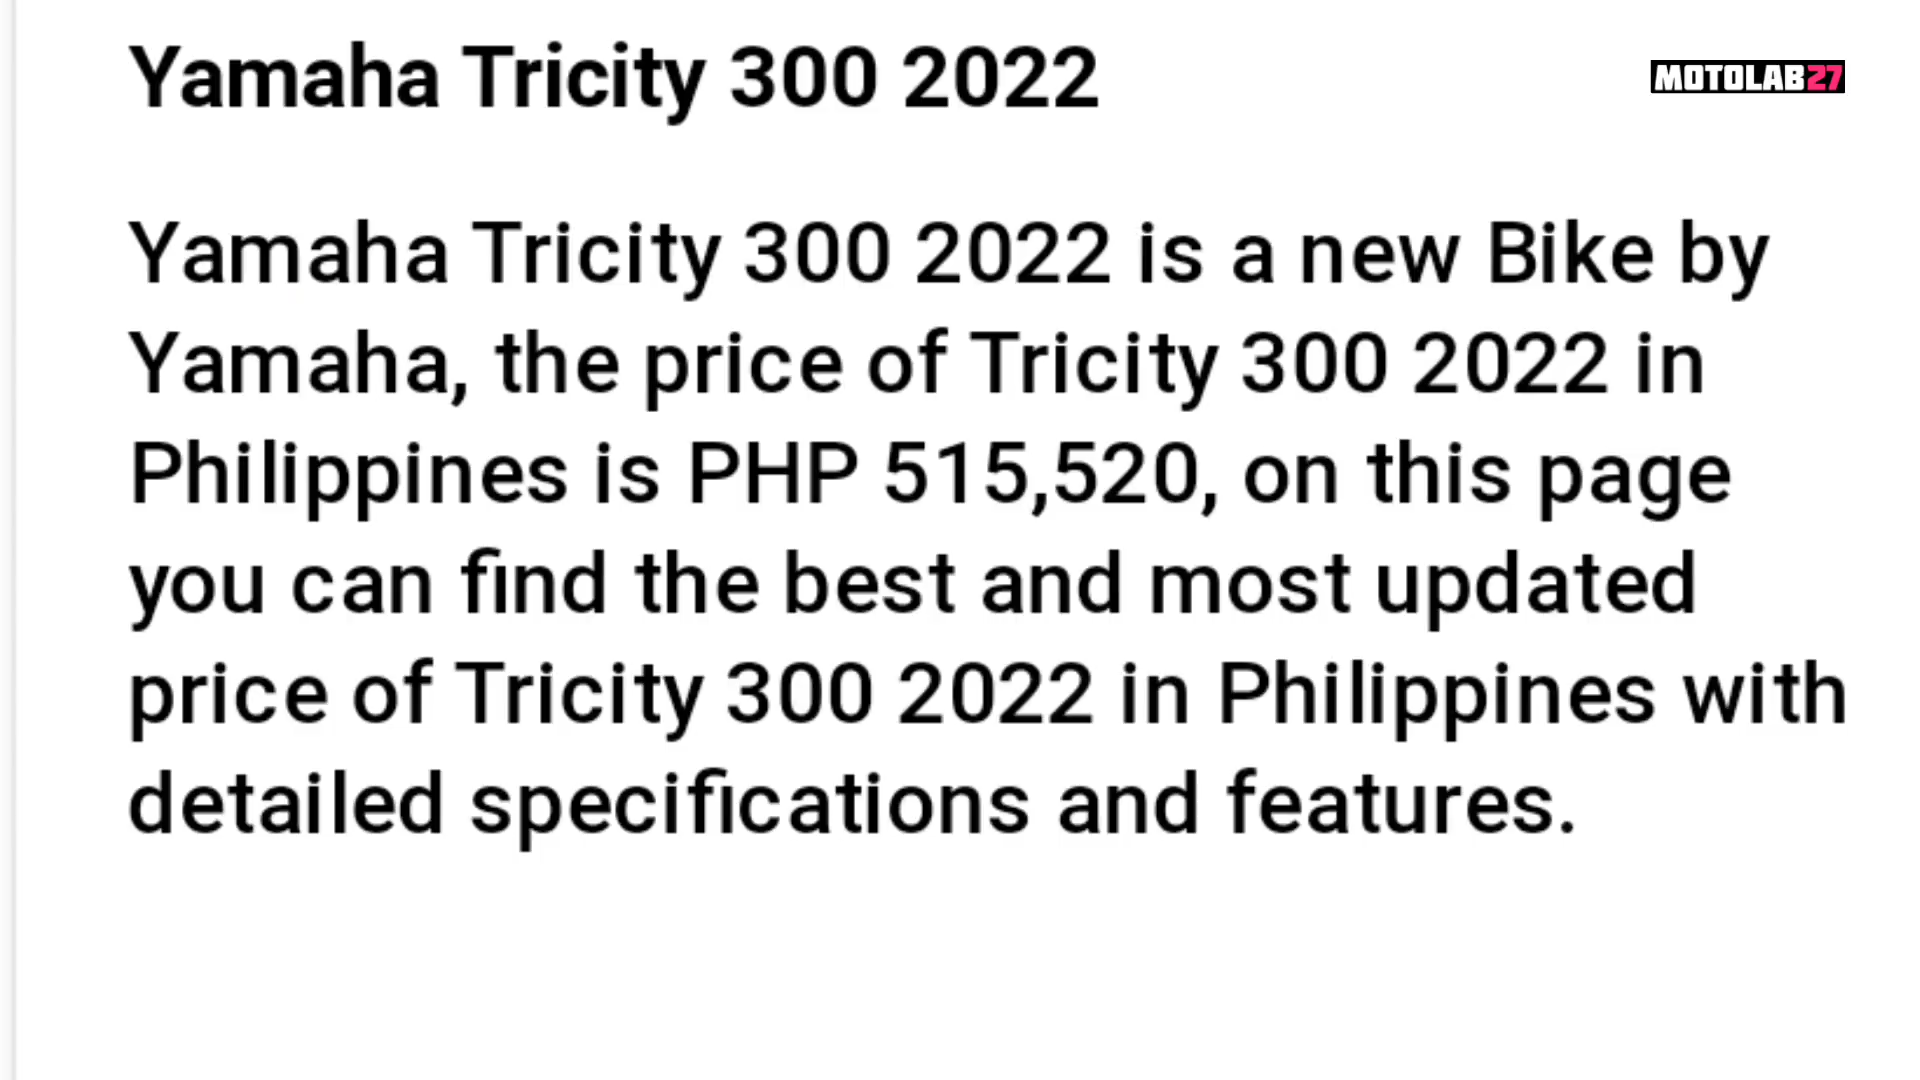 Yamaha Tricity 300 2022
MOTOLAB27
Yamaha Tricity 300 2022 is a new Bike by
Yamaha, the price of Tricity 300 2022 in
Philippines is PHP 515,520, on this page
you can find the best and most updated
price of Tricity 300 2022 in Philippines with
detailed specifications and features.